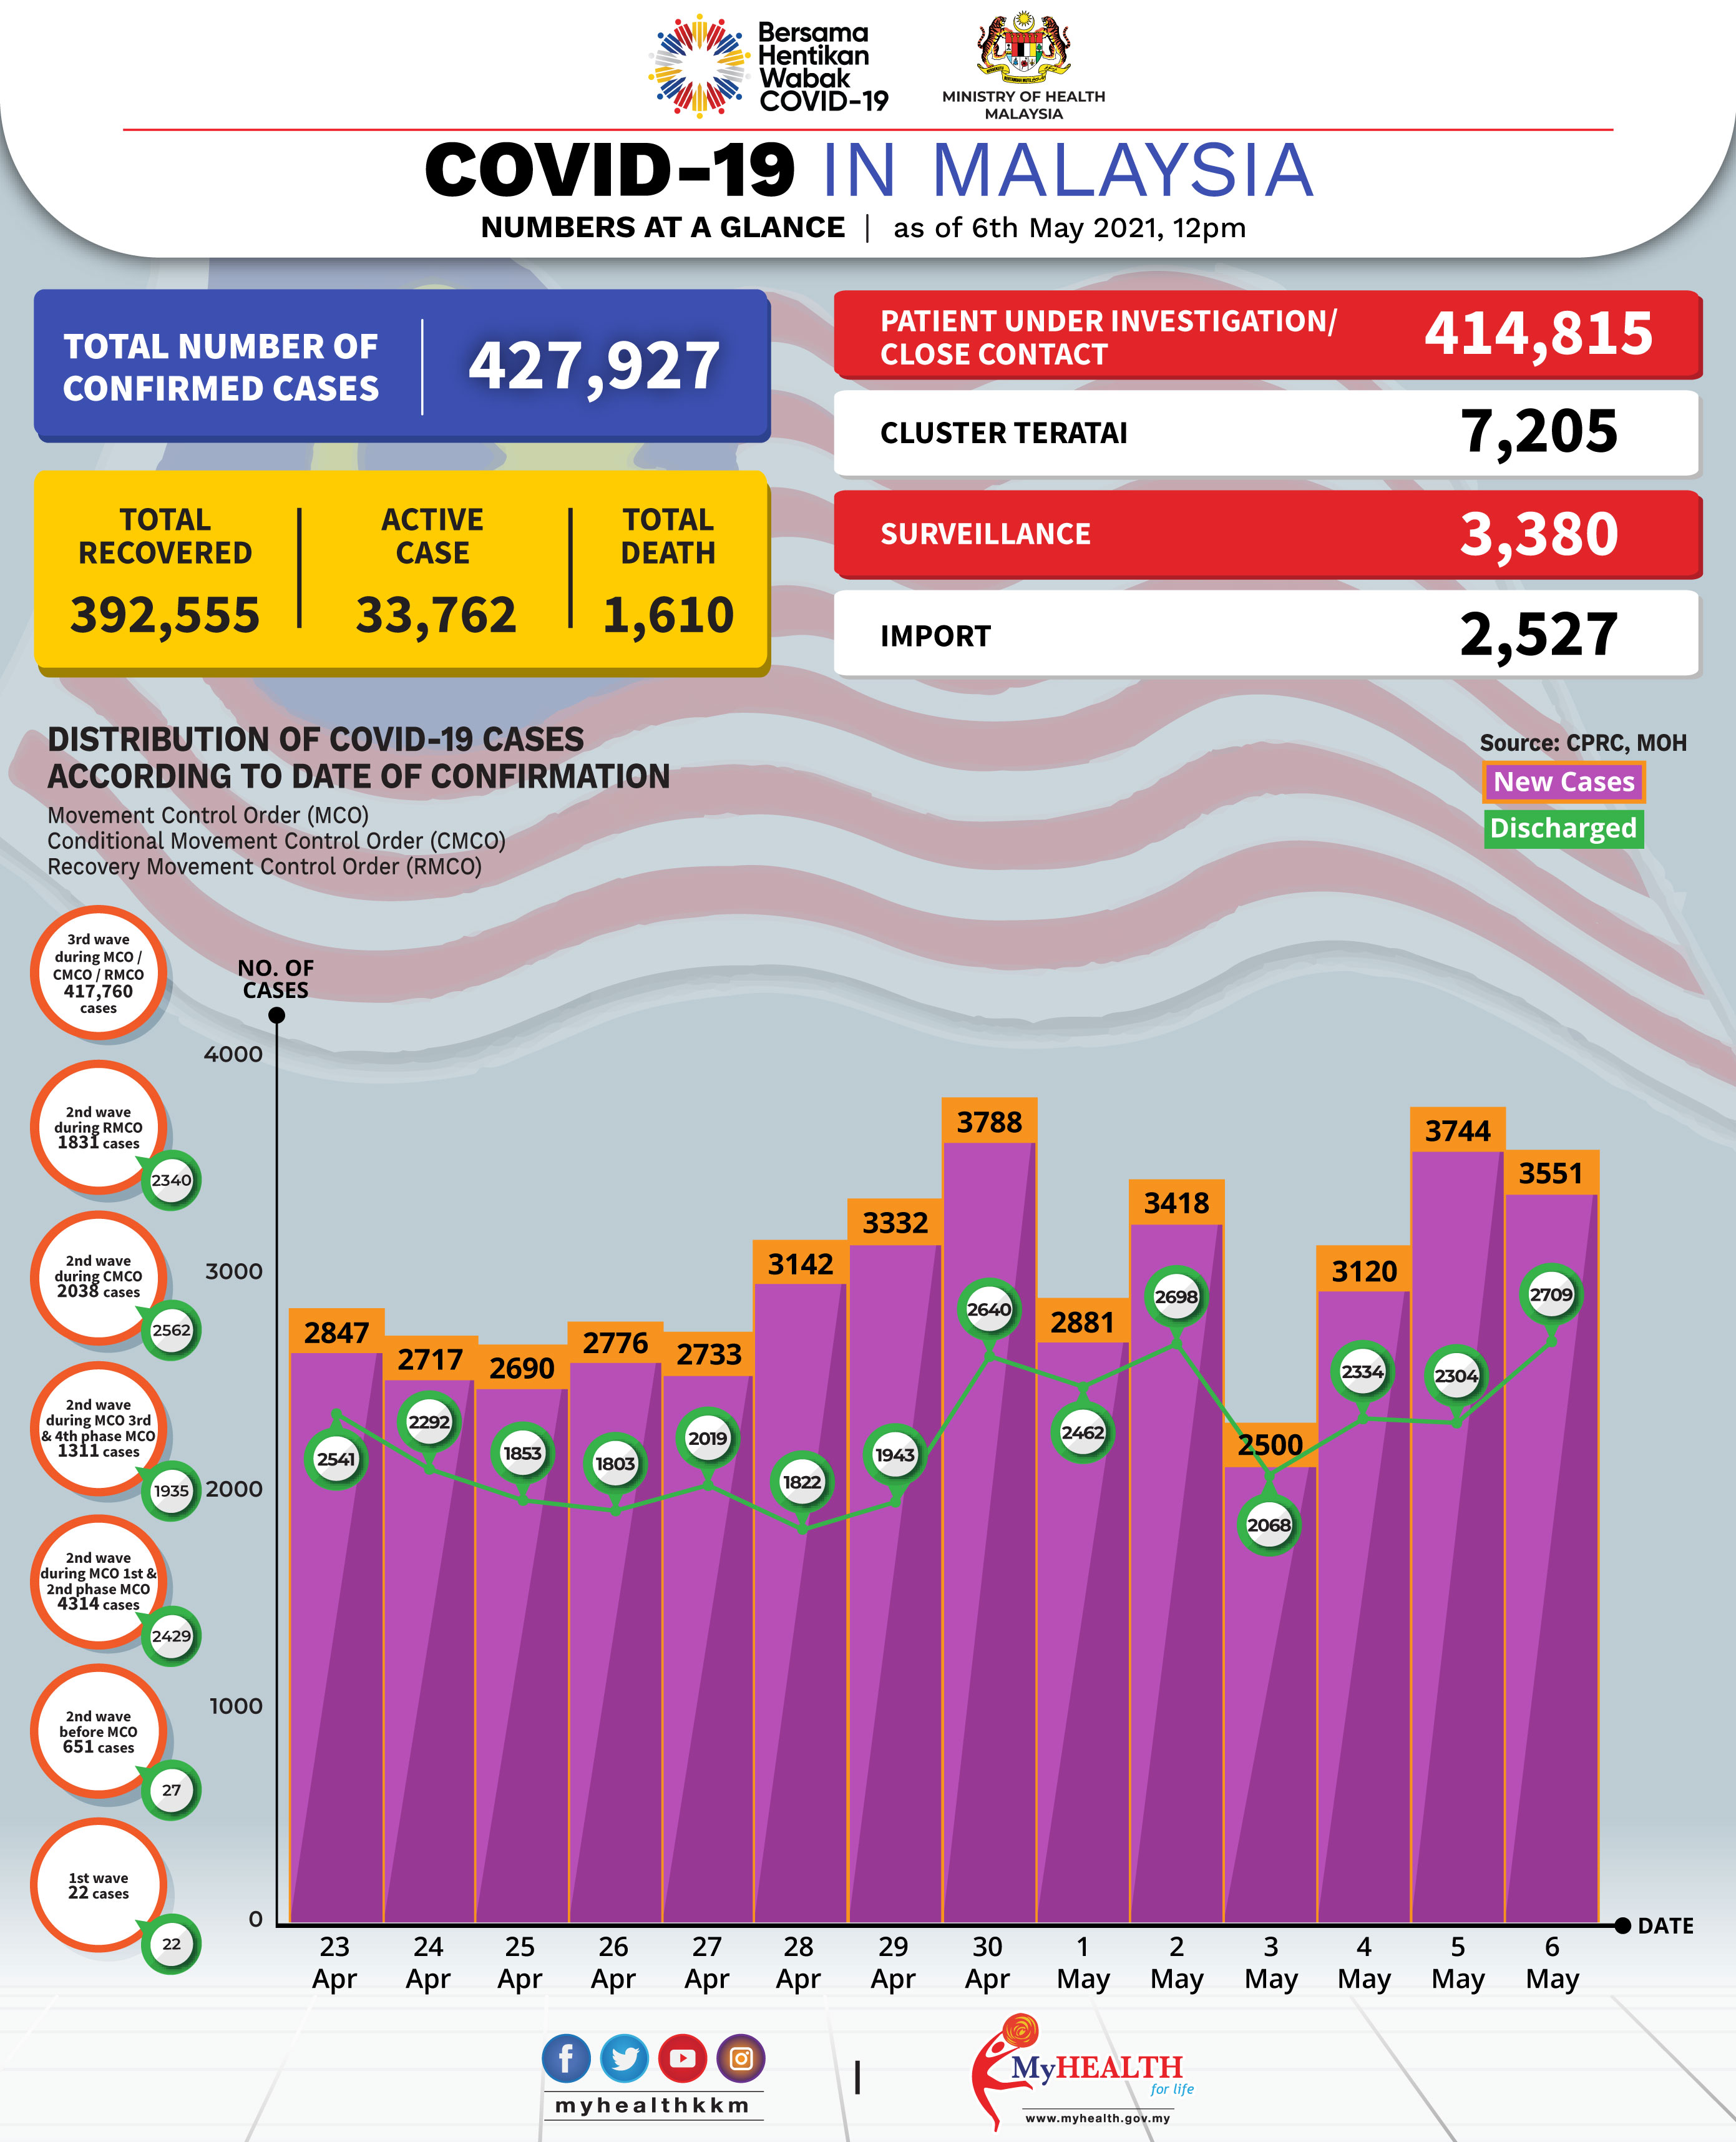 Bersama
Hentikan
Wabak
COVID-19
MINISTRY OF HEALTH
MALAYSIA
COVID-19 IN MALAYSIA
NUMBERS AT A GLANCE | as of 6th May 2021, 12pm
TOTAL NUMBER OF
CONFIRMED CASES
427,927
TOTAL
RECOVERED
392,555
ACTIVE
CASE
33,762
TOTAL
DEATH
1,610
PATIENT UNDER INVESTIGATION/
CLOSE CONTACT
414,815
CLUSTER TERATAI
7,205
SURVEILLANCE
3,380
IMPORT
2,527
DISTRIBUTION OF COVID-19 CASES
ACCORDING TO DATE OF CONFIRMATION
Movement Control Order (MCO)
Conditional Movement Control Order (CMCO)
Recovery Movement Control Order (RMCO)
Source: CPRC, MOH
New Cases
Discharged
3rd wave
during MCO /
CMCO / RMCO
417,760
cases
2nd wave
during RMCO
1831 cases
2340
2nd wave
during CMCO
2038 cases
2562
2nd wave
during MCO 3rd
& 4th phase MCO
1311 cases
1935
2nd wave
during MCO 1st &
2nd phase MCO
4314 cases
2429
2nd wave
before MCO
651 cases
27
1st wave
22 cases
22
NO. OF
CASES
4000
3000
2000
1000
0
2847
2717
2690
2776
2733
3142
3332
3788
2881
3418
2500
3120
3744
3551
2541
2292
1853
1803
2019
1822
1943
2640
2462
2698
2068
2334
2304
2709
23
Apr
24
Apr
25
Apr
26
Apr
27
Apr
28
Apr
29
Apr
30
Apr
1
May
2
May
3
May
4
May
5
May
6
May
DATE
myhealthkkm
MyHEALTH
for life
www.myhealth.gov.my